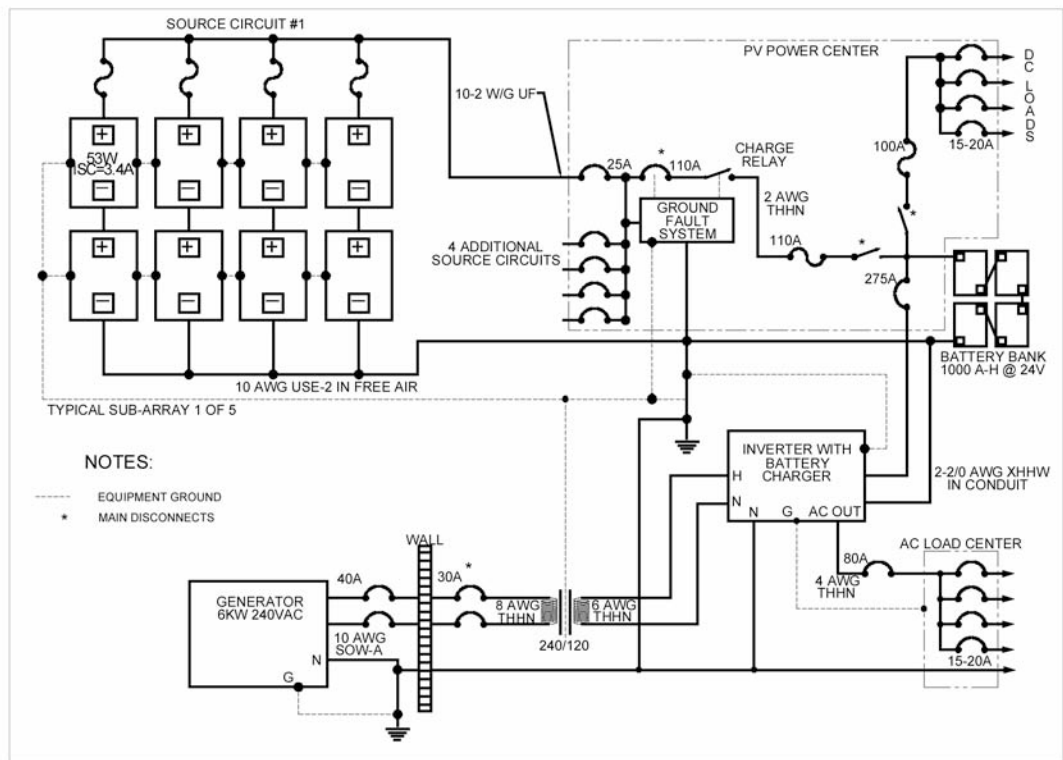 SOURCE CIRCUIT #1
PV POWER CENTER
10-2 W/G UF
DC LOADS
15-20A
100A
25A
*
110A
CHARGE
RELAY
*
53W
ISC=3.4A
+
+
+
+
−
−
−
−
+
+
+
+
−
−
−
−
GROUND
FAULT
SYSTEM
2 AWG
THHN
110A
*
4 ADDITIONAL
SOURCE CIRCUITS
275A
BATTERY BANK
1000 A-H @ 24V
10 AWG USE-2 IN FREE AIR
TYPICAL SUB-ARRAY 1 OF 5
NOTES:
EQUIPMENT GROUND
* MAIN DISCONNECTS
INVERTER WITH
BATTERY
CHARGER
H
N
N G AC OUT
2-2/0 AWG XHHW
IN CONDUIT
WALL
AC LOAD CENTER
80A
4 AWG
THHN
15-20A
GENERATOR
6KW 240VAC
N
G
40A
10 AWG
SOW-A
30A
*
8 AWG
THHN
6 AWG
THHN
240/120